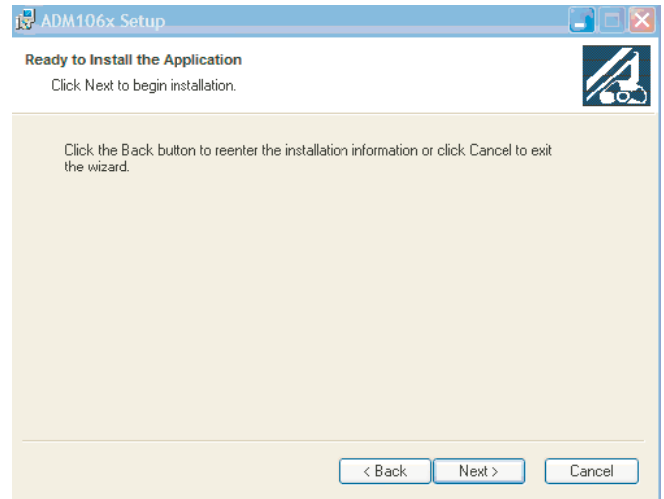 ADM106x Setup
Ready to Install the Application
Click Next to begin installation.
Click the Back button to reenter the installation information or click Cancel to exit
the wizard.
< Back Next > Cancel